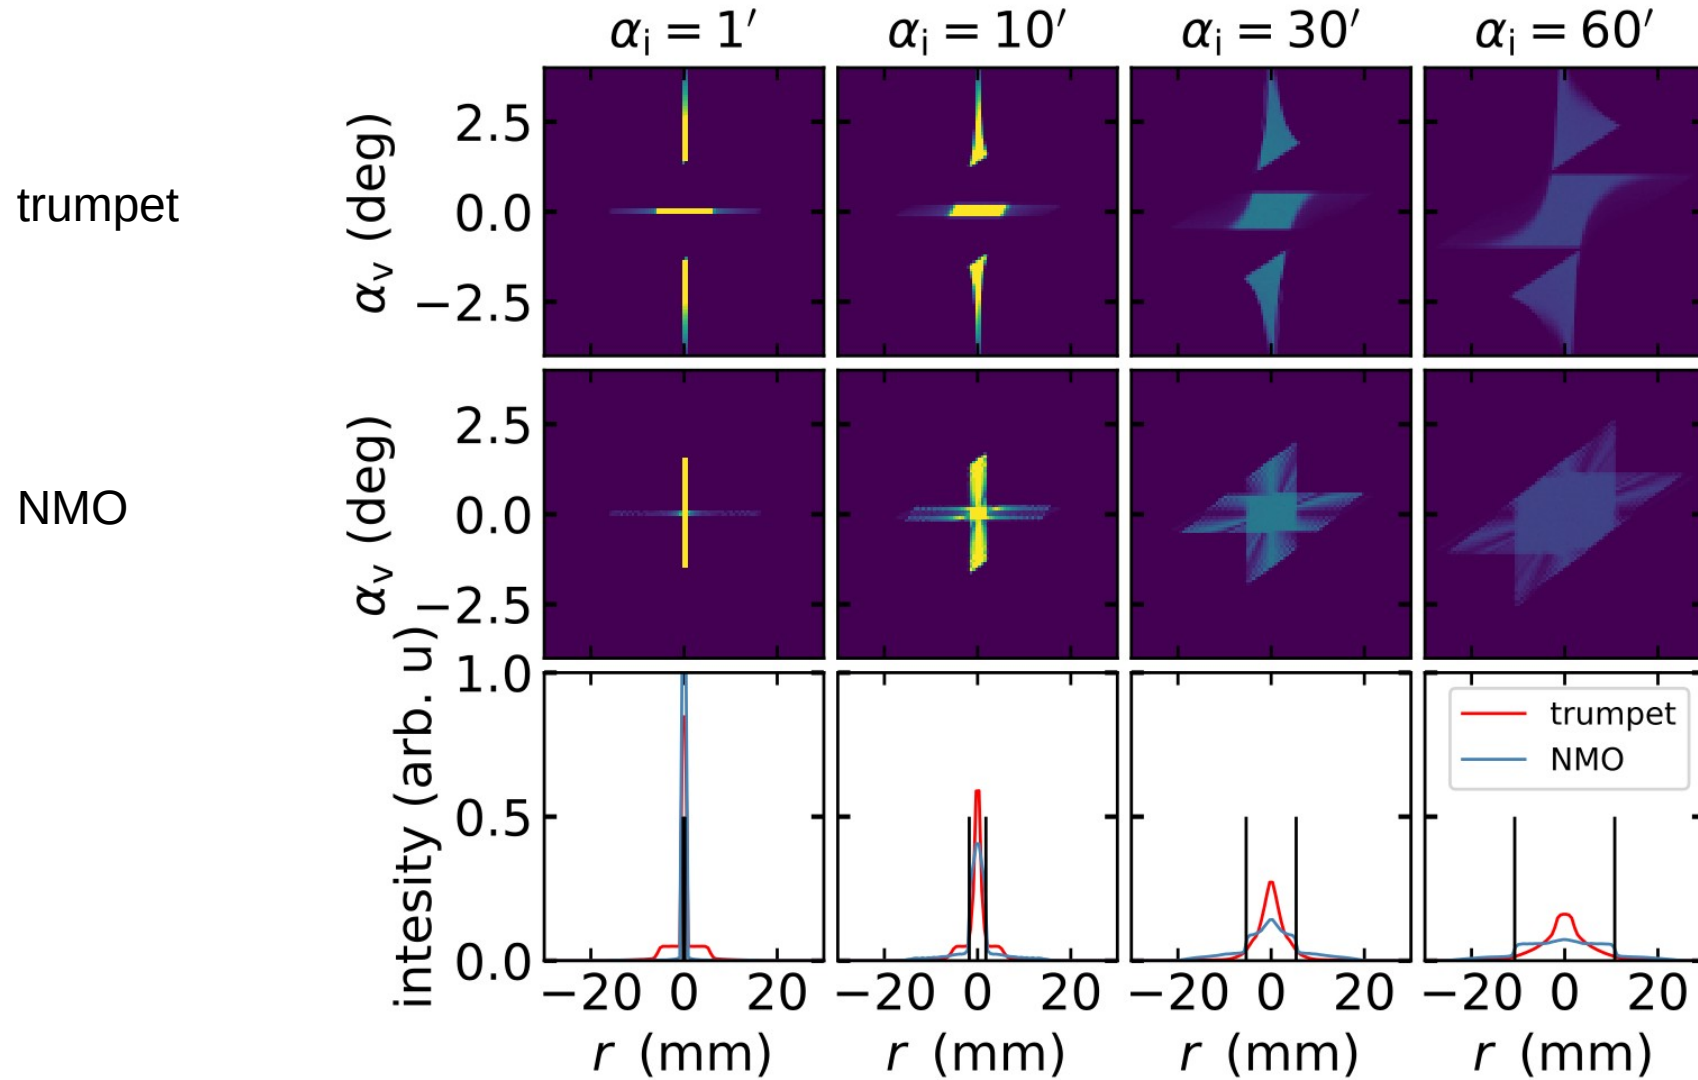 αi = 1′ αi = 10′ αi = 30′ αi = 60′
trumpet
αv (deg)
2.5
0.0
−2.5
NMO
αv (deg)
2.5
0.0
−2.5
intesity (arb. u)
1.0
0.5
0.0
trumpet
NMO
−20 0 20 −20 0 20 −20 0 20 −20 0 20
r (mm) r (mm) r (mm) r (mm)